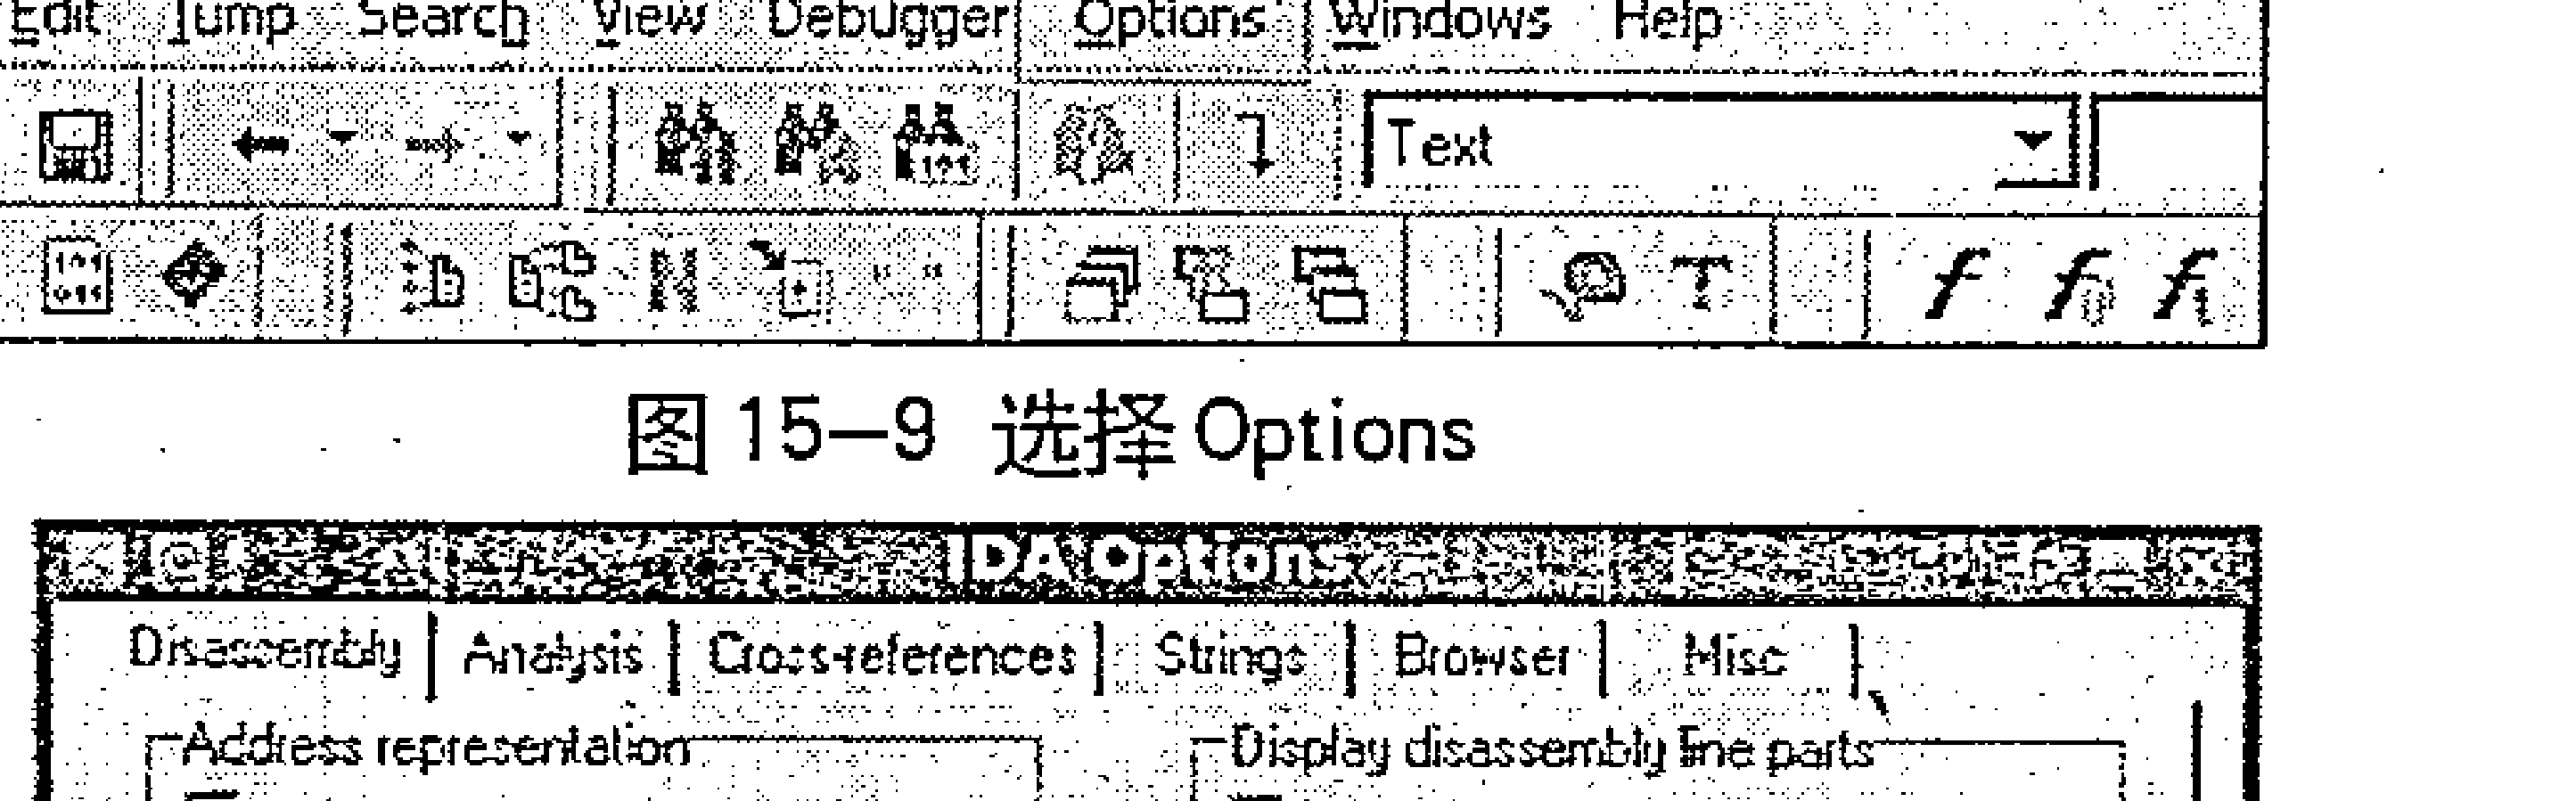 Edit Jump Search View Debugger Options Windows Help
Text
图 15-9 选择 Options
IDA Options
Disassembly Analysis Cross-references Strings Browser Misc
Address representation Display disassembly line parts